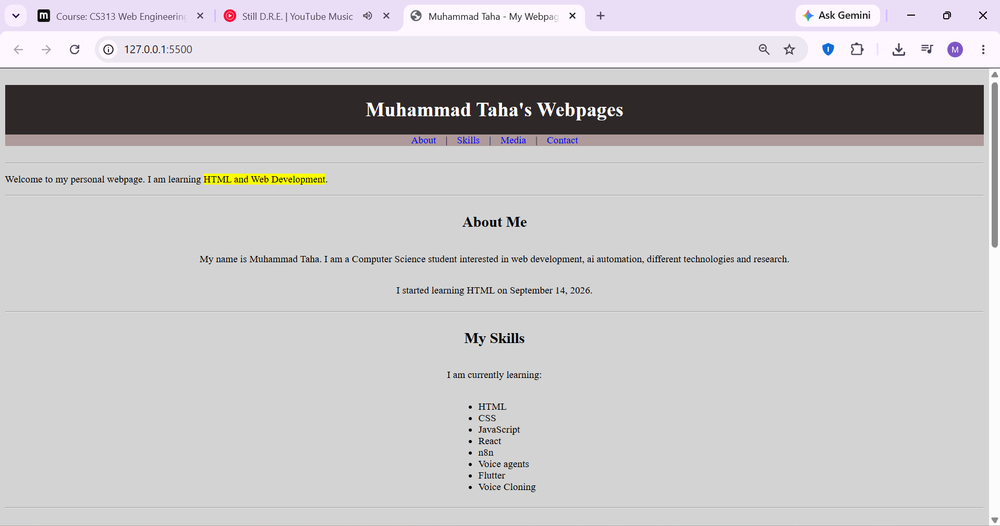 Course: CS313 Web Engineering
Still D.R.E. | YouTube Music
Muhammad Taha - My Webpag
Ask Gemini
127.0.0.1:5500
M
Muhammad Taha's Webpages
About | Skills | Media | Contact
Welcome to my personal webpage. I am learning HTML and Web Development.
About Me
My name is Muhammad Taha. I am a Computer Science student interested in web development, ai automation, different technologies and research.
I started learning HTML on September 14, 2026.
My Skills
I am currently learning:
• HTML
• CSS
• JavaScript
• React
• n8n
• Voice agents
• Flutter
• Voice Cloning